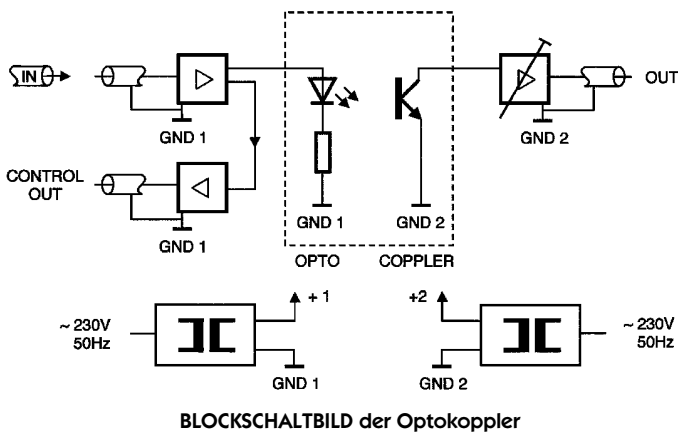 IN
OUT
GND 1
GND 2
CONTROL
OUT
GND 1
GND 1
GND 2
OPTO
COPPLER
+ 1
+2
~ 230V
50Hz
~ 230V
50Hz
GND 1
GND 2
BLOCKSCHALTBILD der Optokoppler